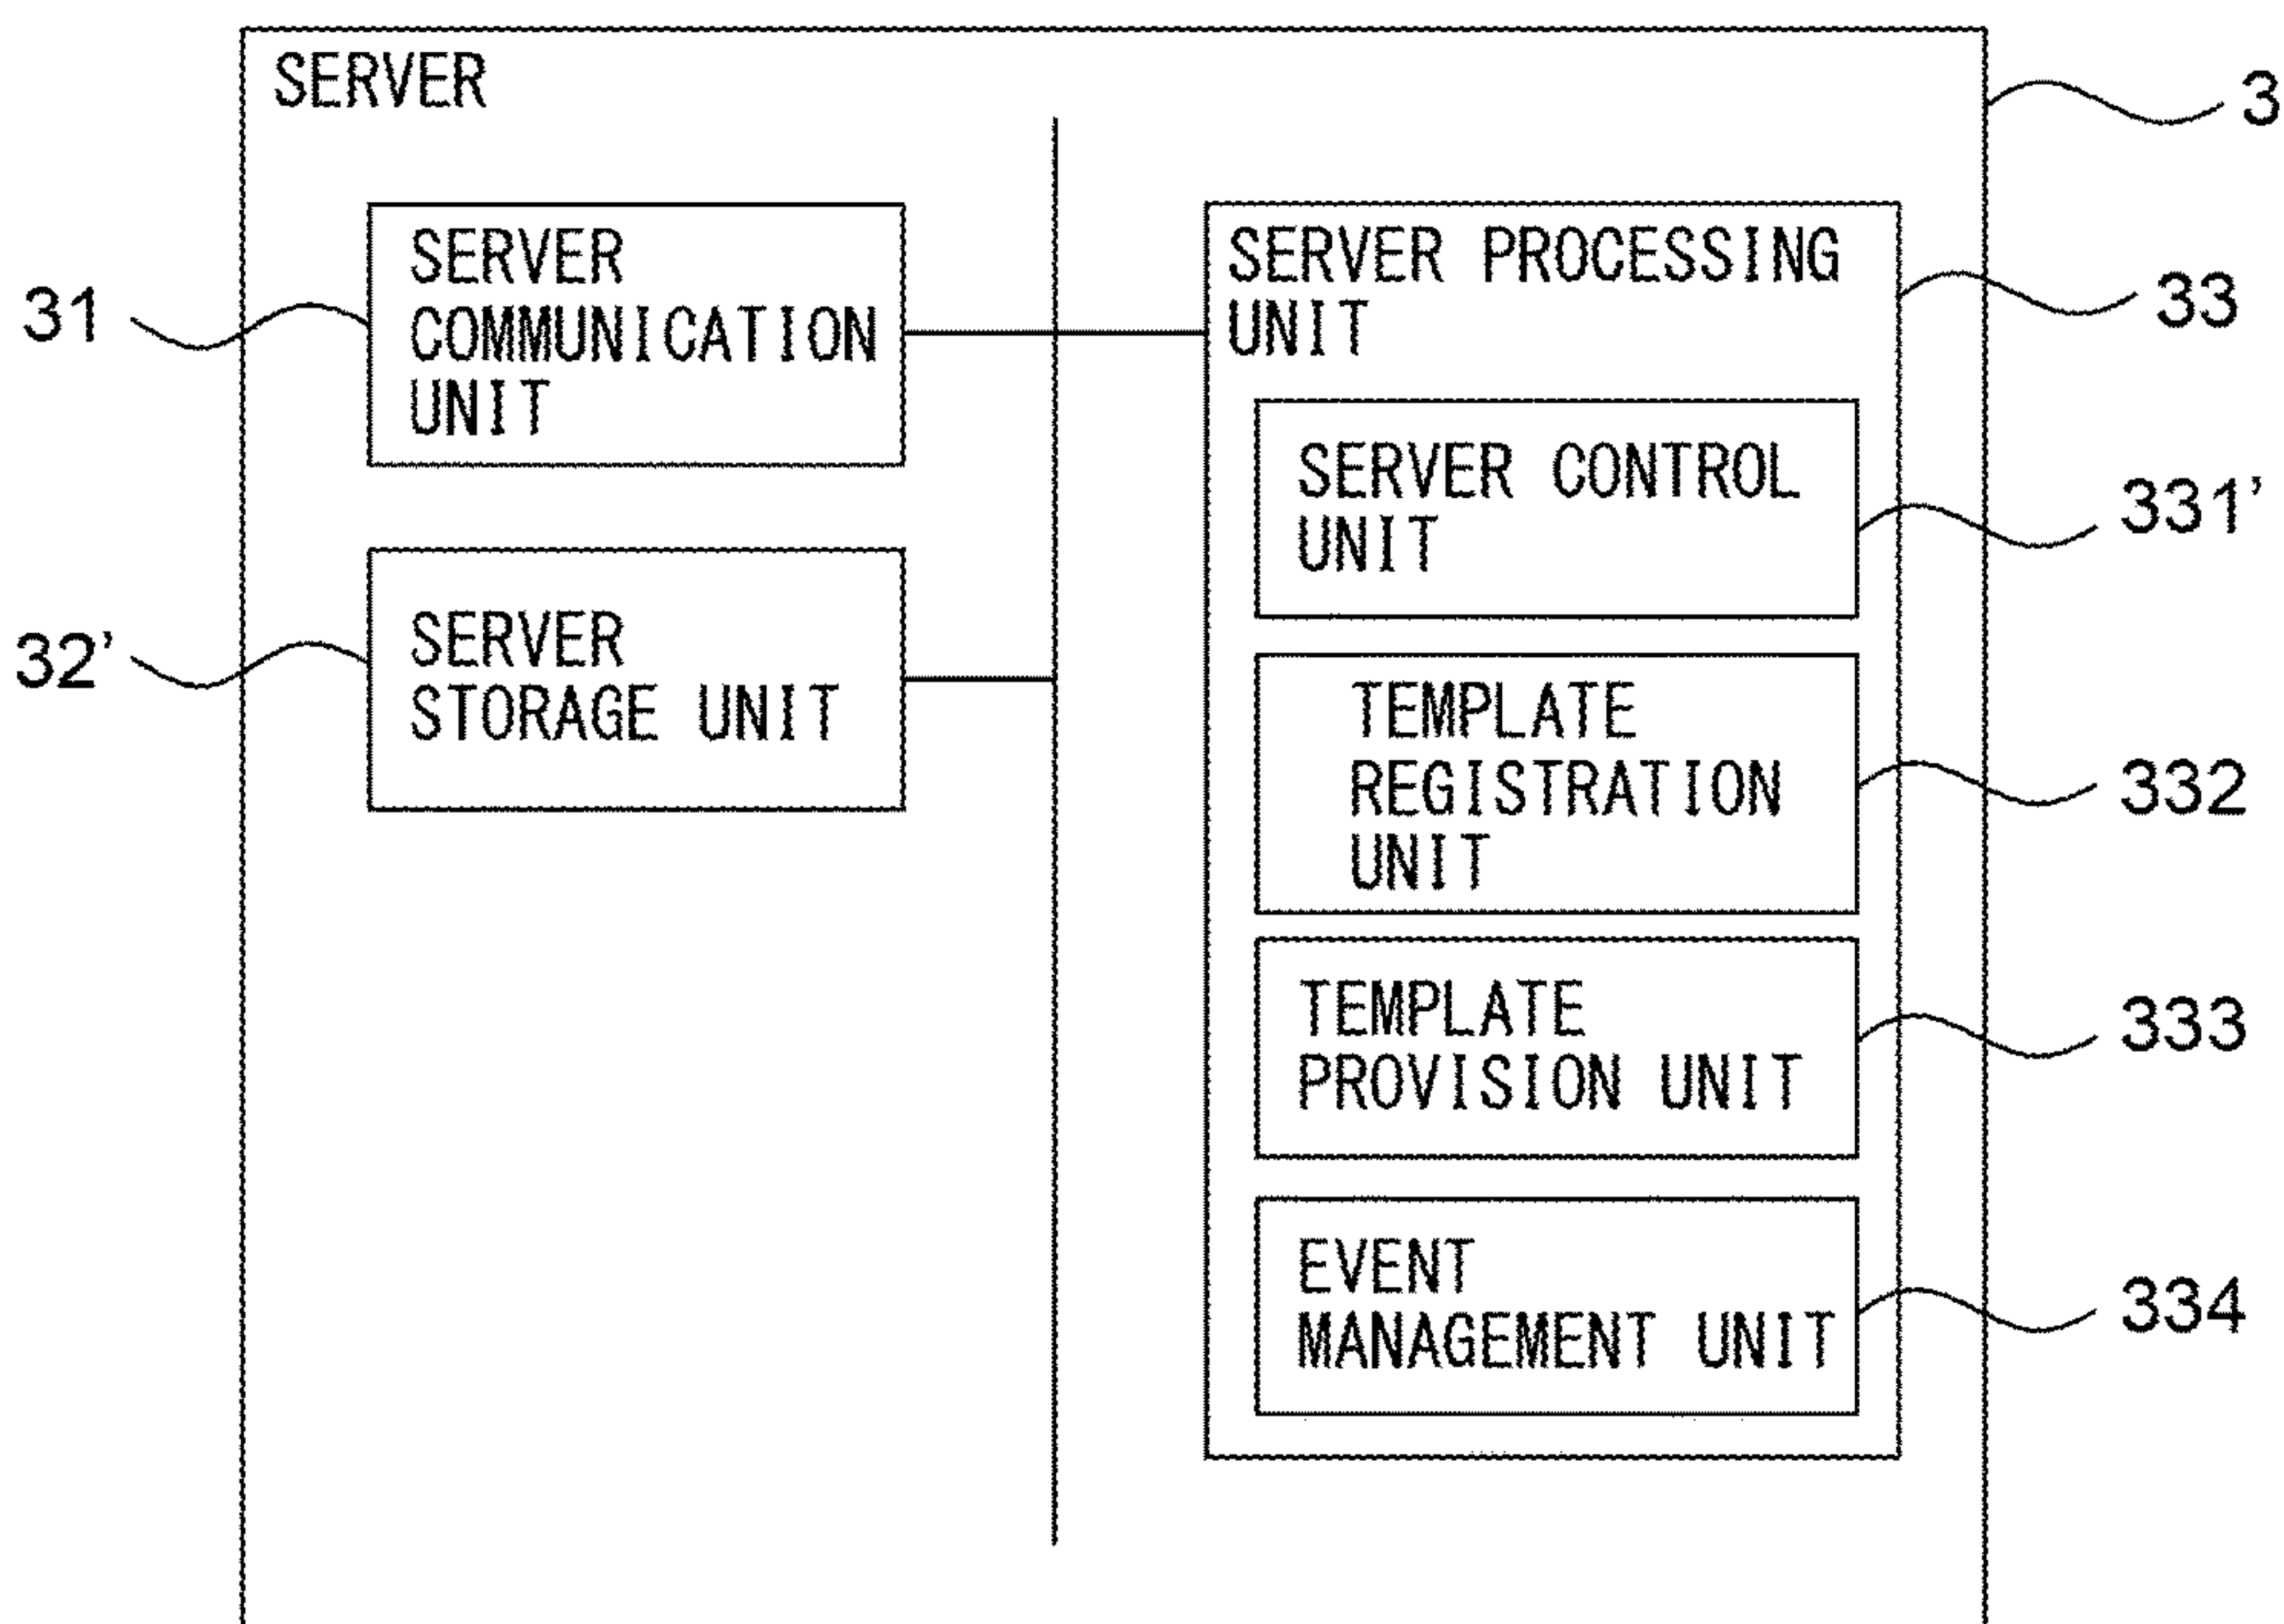 SERVER
3
SERVER
COMMUNICATION
UNIT
31
SERVER
STORAGE UNIT
32'
SERVER PROCESSING
UNIT
33
SERVER CONTROL
UNIT
331'
TEMPLATE
REGISTRATION
UNIT
332
TEMPLATE
PROVISION UNIT
333
EVENT
MANAGEMENT UNIT
334